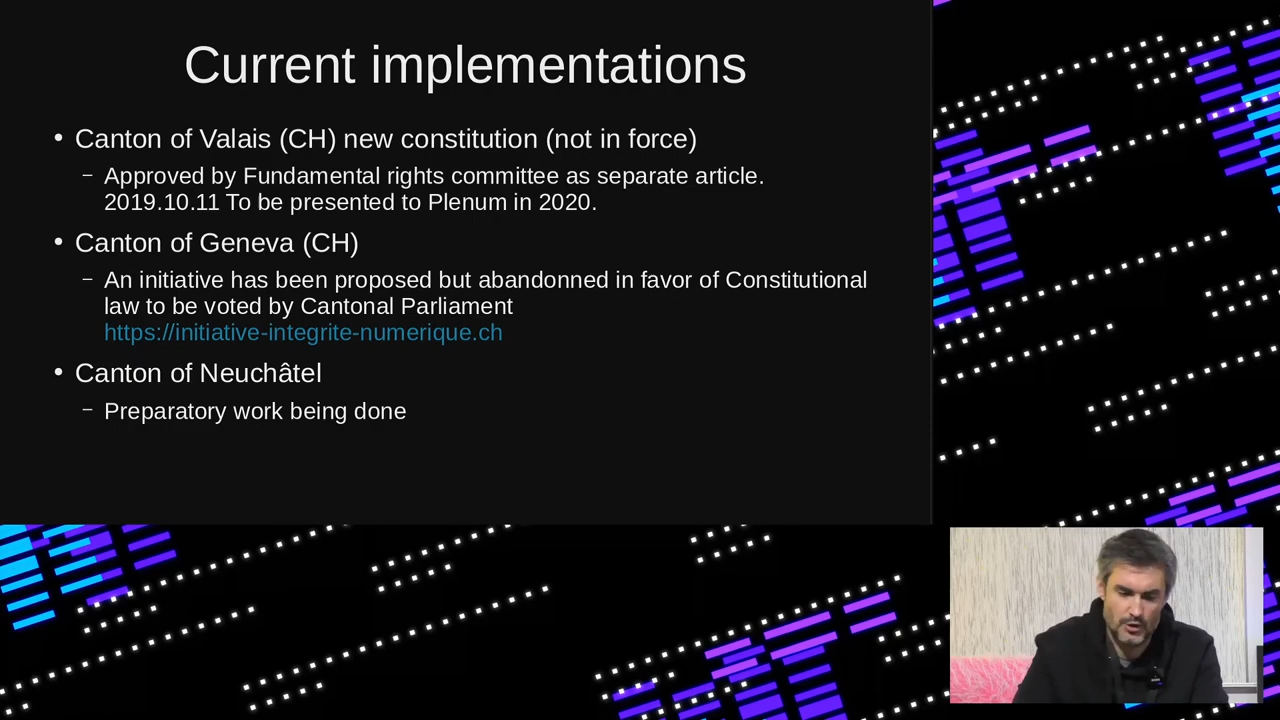 Current implementations
• Canton of Valais (CH) new constitution (not in force)
– Approved by Fundamental rights committee as separate article.
2019.10.11 To be presented to Plenum in 2020.
• Canton of Geneva (CH)
– An initiative has been proposed but abandonned in favor of Constitutional
law to be voted by Cantonal Parliament
https://initiative-integrite-numerique.ch
• Canton of Neuchâtel
– Preparatory work being done